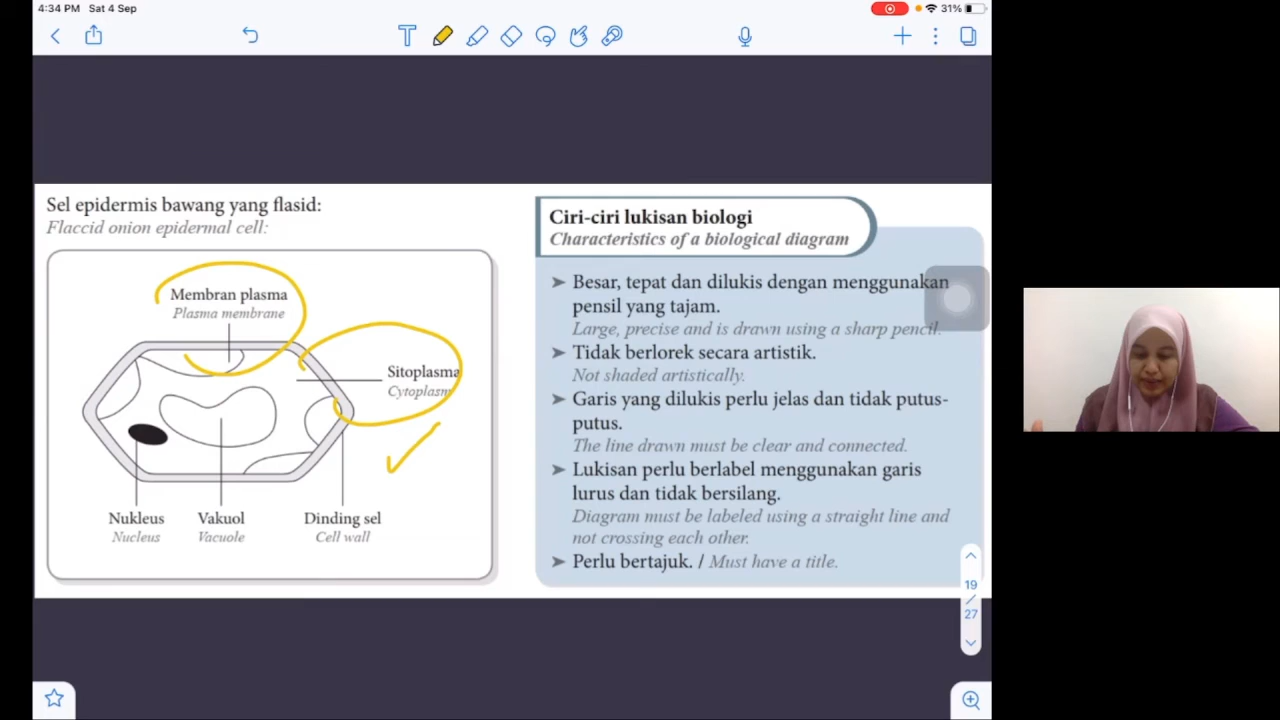 4:34 PM Sat 4 Sep
31%
Sel epidermis bawang yang flasid:
Flaccid onion epidermal cell:
Membran plasma
Plasma membrane
Sitoplasma
Cytoplasm
Nukleus
Nucleus
Vakuol
Vacuole
Dinding sel
Cell wall
Ciri-ciri lukisan biologi
Characteristics of a biological diagram
➤ Besar, tepat dan dilukis dengan menggunakan
pensil yang tajam.
Large, precise and is drawn using a sharp pencil.
➤ Tidak berlorek secara artistik.
Not shaded artistically.
➤ Garis yang dilukis perlu jelas dan tidak putus-
putus.
The line drawn must be clear and connected.
➤ Lukisan perlu berlabel menggunakan garis
lurus dan tidak bersilang.
Diagram must be labeled using a straight line and
not crossing each other.
➤ Perlu bertajuk. / Must have a title.
19
/
27